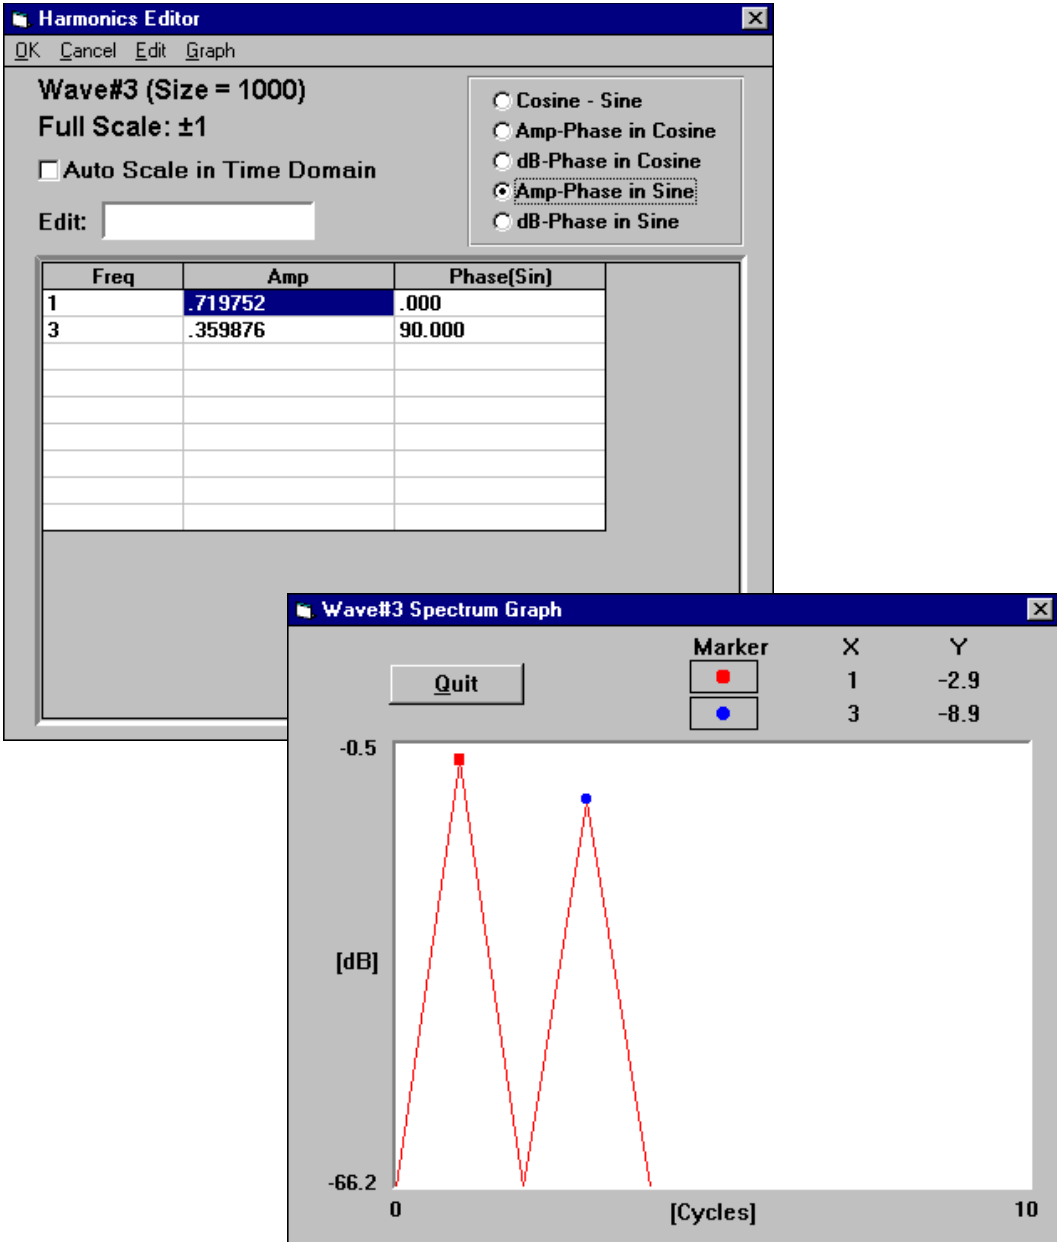 Harmonics Editor
OK Cancel Edit Graph
Wave#3 (Size = 1000)
Full Scale: ±1
Auto Scale in Time Domain
Edit:
Cosine - Sine
Amp-Phase in Cosine
dB-Phase in Cosine
Amp-Phase in Sine
dB-Phase in Sine
Freq Amp Phase(Sin)
1 .719752 .000
3 .359876 90.000
Wave#3 Spectrum Graph
Quit
Marker X Y
1 -2.9
3 -8.9
-0.5
[dB]
-66.2
0 [Cycles] 10